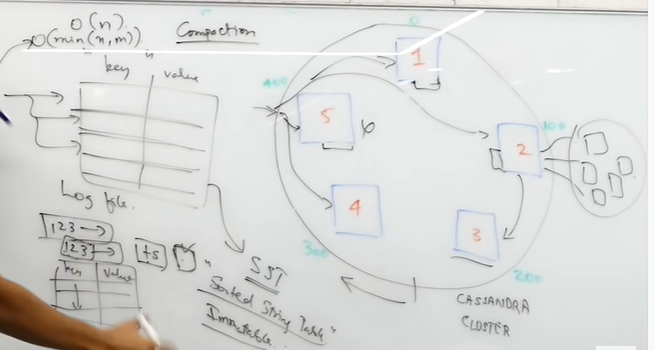 O(n).
O(min(n,m))
Compaction
"key" value
Log file.
123 →
123 → ts
key value
SST
"Sorted String Table"
Immutable.
0
1
400
5
6
100
2
4
3
300
200
CASSANDRA
CLUSTER